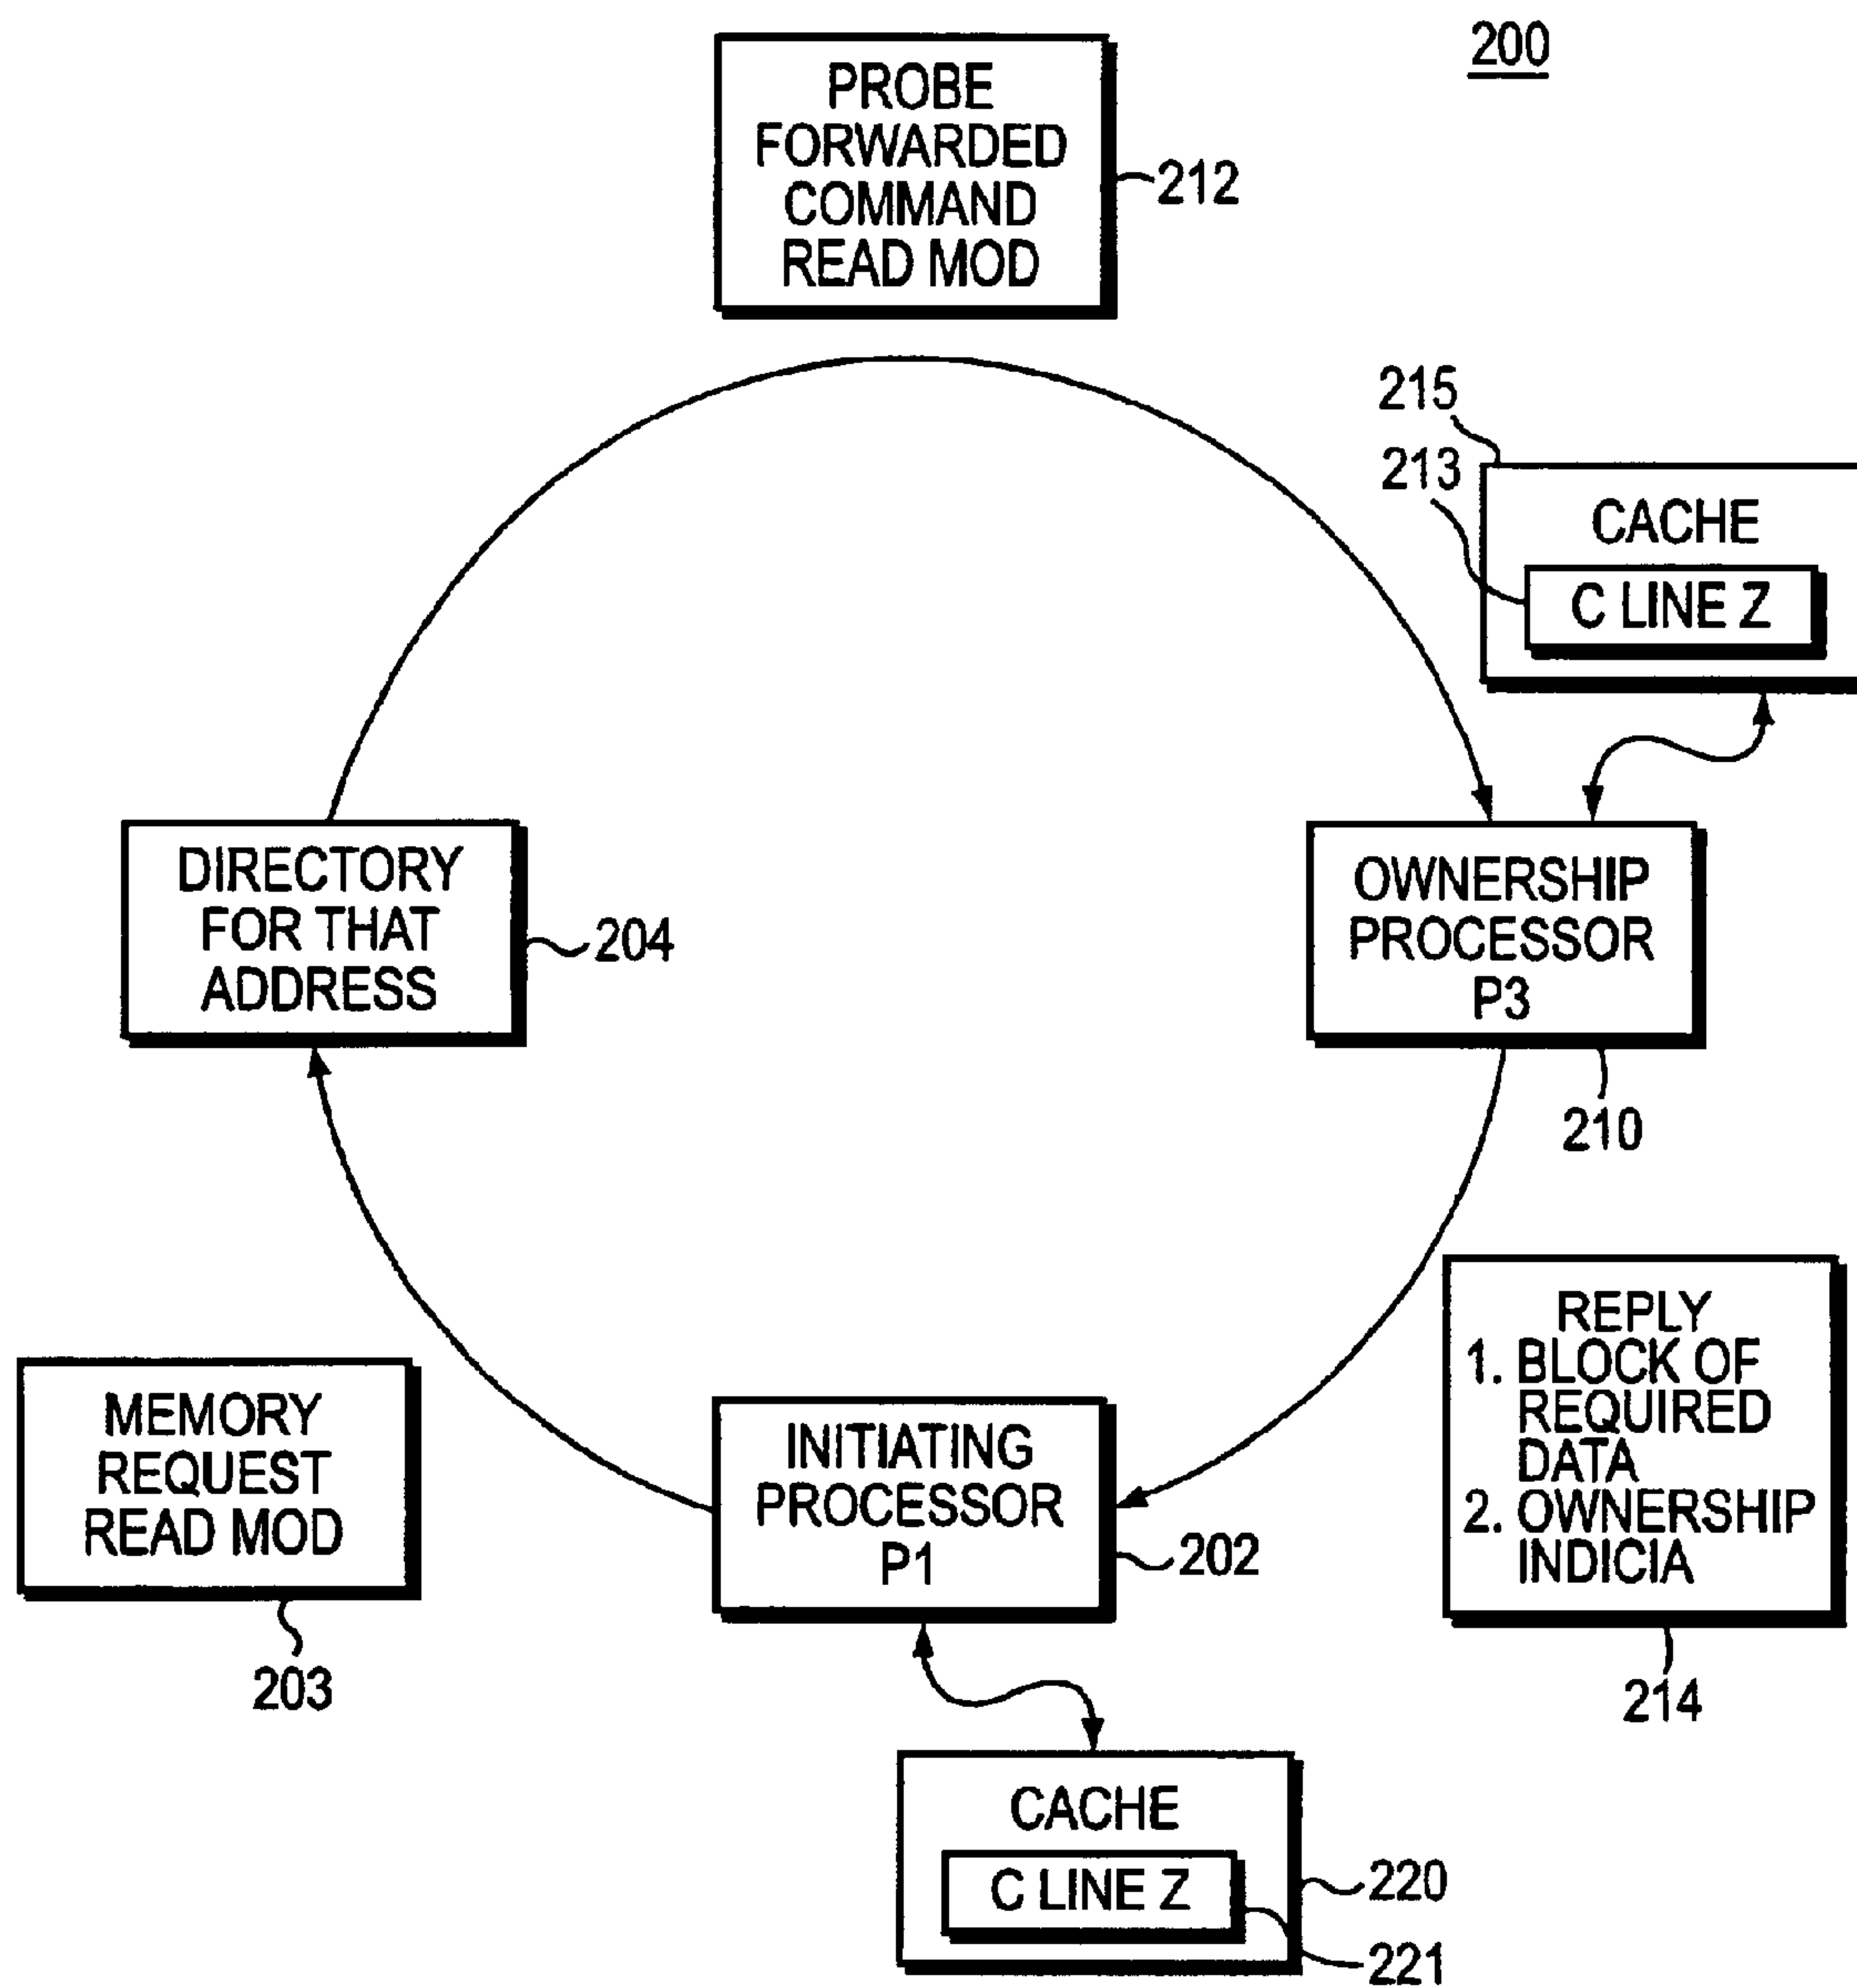 200
PROBE
FORWARDED
COMMAND
READ MOD
212
215
213
CACHE
C LINE Z
DIRECTORY
FOR THAT
ADDRESS
204
OWNERSHIP
PROCESSOR
P3
210
MEMORY
REQUEST
READ MOD
203
INITIATING
PROCESSOR
P1
202
REPLY
1. BLOCK OF
REQUIRED
DATA
2. OWNERSHIP
INDICIA
214
CACHE
C LINE Z
220
221